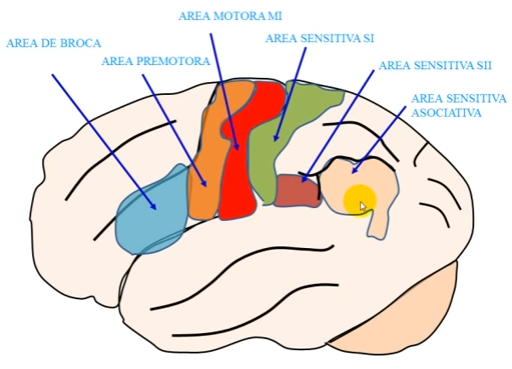 AREA MOTORA MI
AREA DE BROCA
AREA SENSITIVA SI
AREA PREMOTORA
AREA SENSITIVA SII
AREA SENSITIVA
ASOCIATIVA